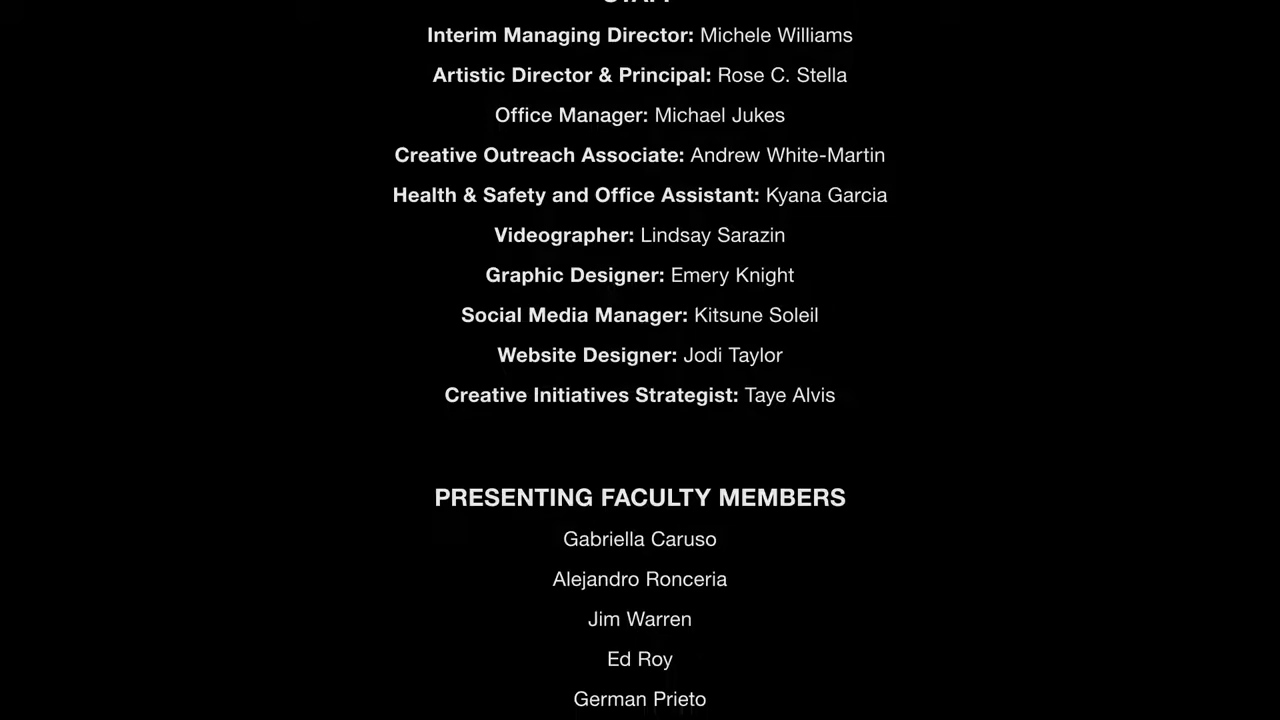 STAFF
Interim Managing Director: Michele Williams
Artistic Director & Principal: Rose C. Stella
Office Manager: Michael Jukes
Creative Outreach Associate: Andrew White-Martin
Health & Safety and Office Assistant: Kyana Garcia
Videographer: Lindsay Sarazin
Graphic Designer: Emery Knight
Social Media Manager: Kitsune Soleil
Website Designer: Jodi Taylor
Creative Initiatives Strategist: Taye Alvis
PRESENTING FACULTY MEMBERS
Gabriella Caruso
Alejandro Ronceria
Jim Warren
Ed Roy
German Prieto